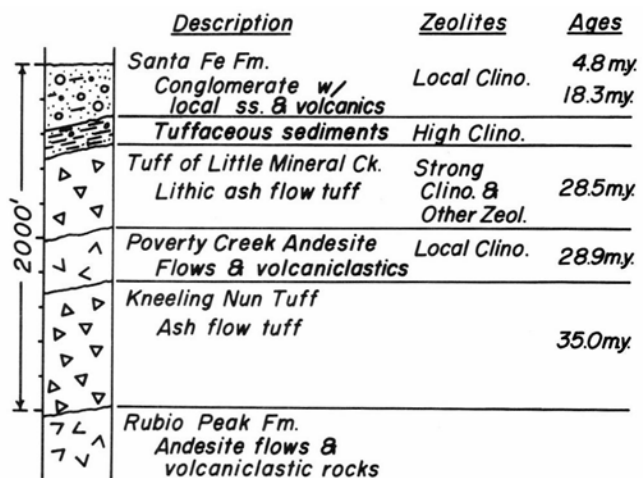 Description Zeolites Ages
Santa Fe Fm. 4.8 my.
Conglomerate w/ Local Clino.
local ss. & volcanics 18.3 my.
Tuffaceous sediments High Clino.
Tuff of Little Mineral Ck. Strong
Lithic ash flow tuff Clino. & 28.5 my.
Other Zeol.
Poverty Creek Andesite Local Clino. 28.9 my.
Flows & volcaniclastics
Kneeling Nun Tuff
Ash flow tuff 35.0 my.
Rubio Peak Fm.
Andesite flows &
volcaniclastic rocks
2000'